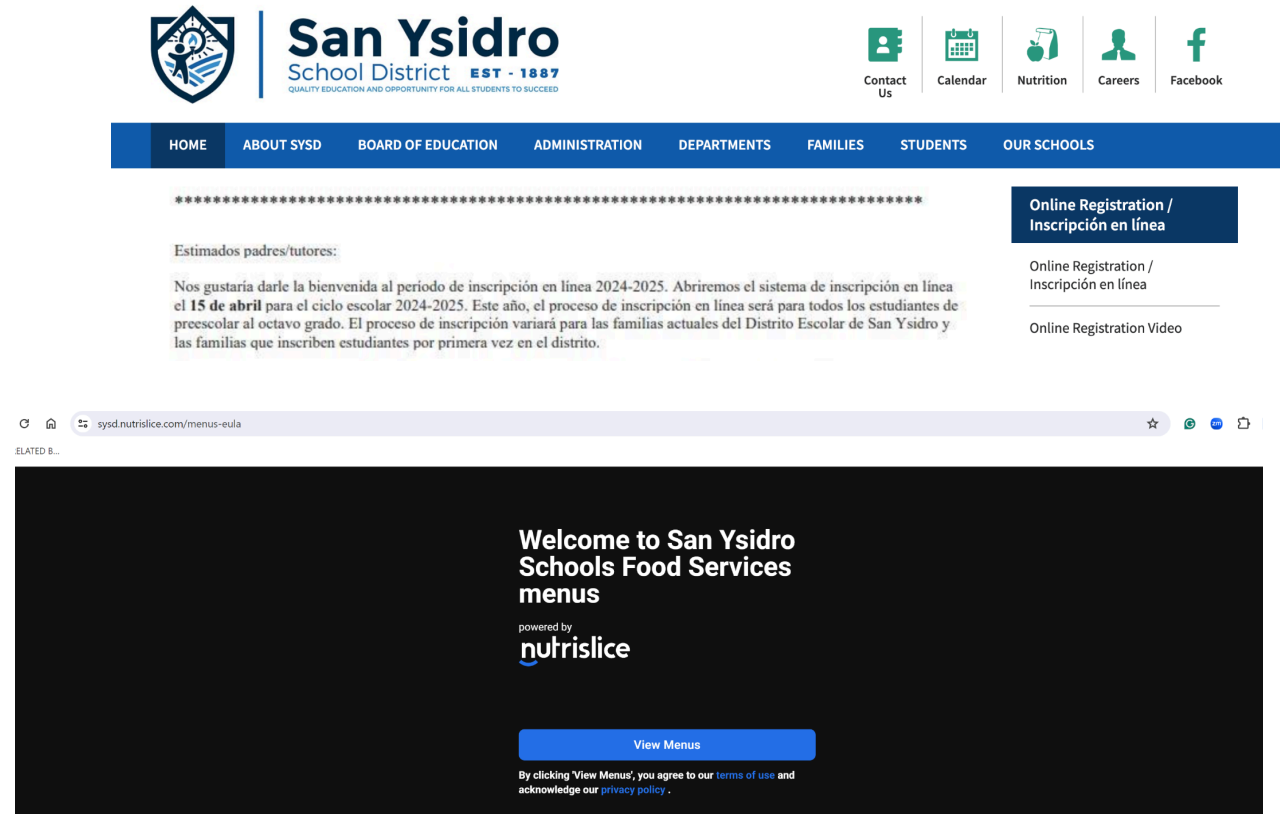 San Ysidro
School District EST - 1887
QUALITY EDUCATION AND OPPORTUNITY FOR ALL STUDENTS TO SUCCEED
Contact Us
Calendar
Nutrition
Careers
Facebook
HOME ABOUT SYSD BOARD OF EDUCATION ADMINISTRATION DEPARTMENTS FAMILIES STUDENTS OUR SCHOOLS
Estimados padres/tutores:
Nos gustaría darle la bienvenida al periodo de inscripción en línea 2024-2025. Abriremos el sistema de inscripción en línea
el 15 de abril para el ciclo escolar 2024-2025. Este año, el proceso de inscripción en línea será para todos los estudiantes de
preescolar al octavo grado. El proceso de inscripción variará para las familias actuales del Distrito Escolar de San Ysidro y
las familias que inscriben estudiantes por primera vez en el distrito.
Online Registration /
Inscripción en línea
Online Registration /
Inscripción en línea
Online Registration Video
sysd.nutrislice.com/menus-eula
zm
ELATED B...
Welcome to San Ysidro
Schools Food Services
menus
powered by
nutrislice
View Menus
By clicking 'View Menus', you agree to our terms of use and
acknowledge our privacy policy .